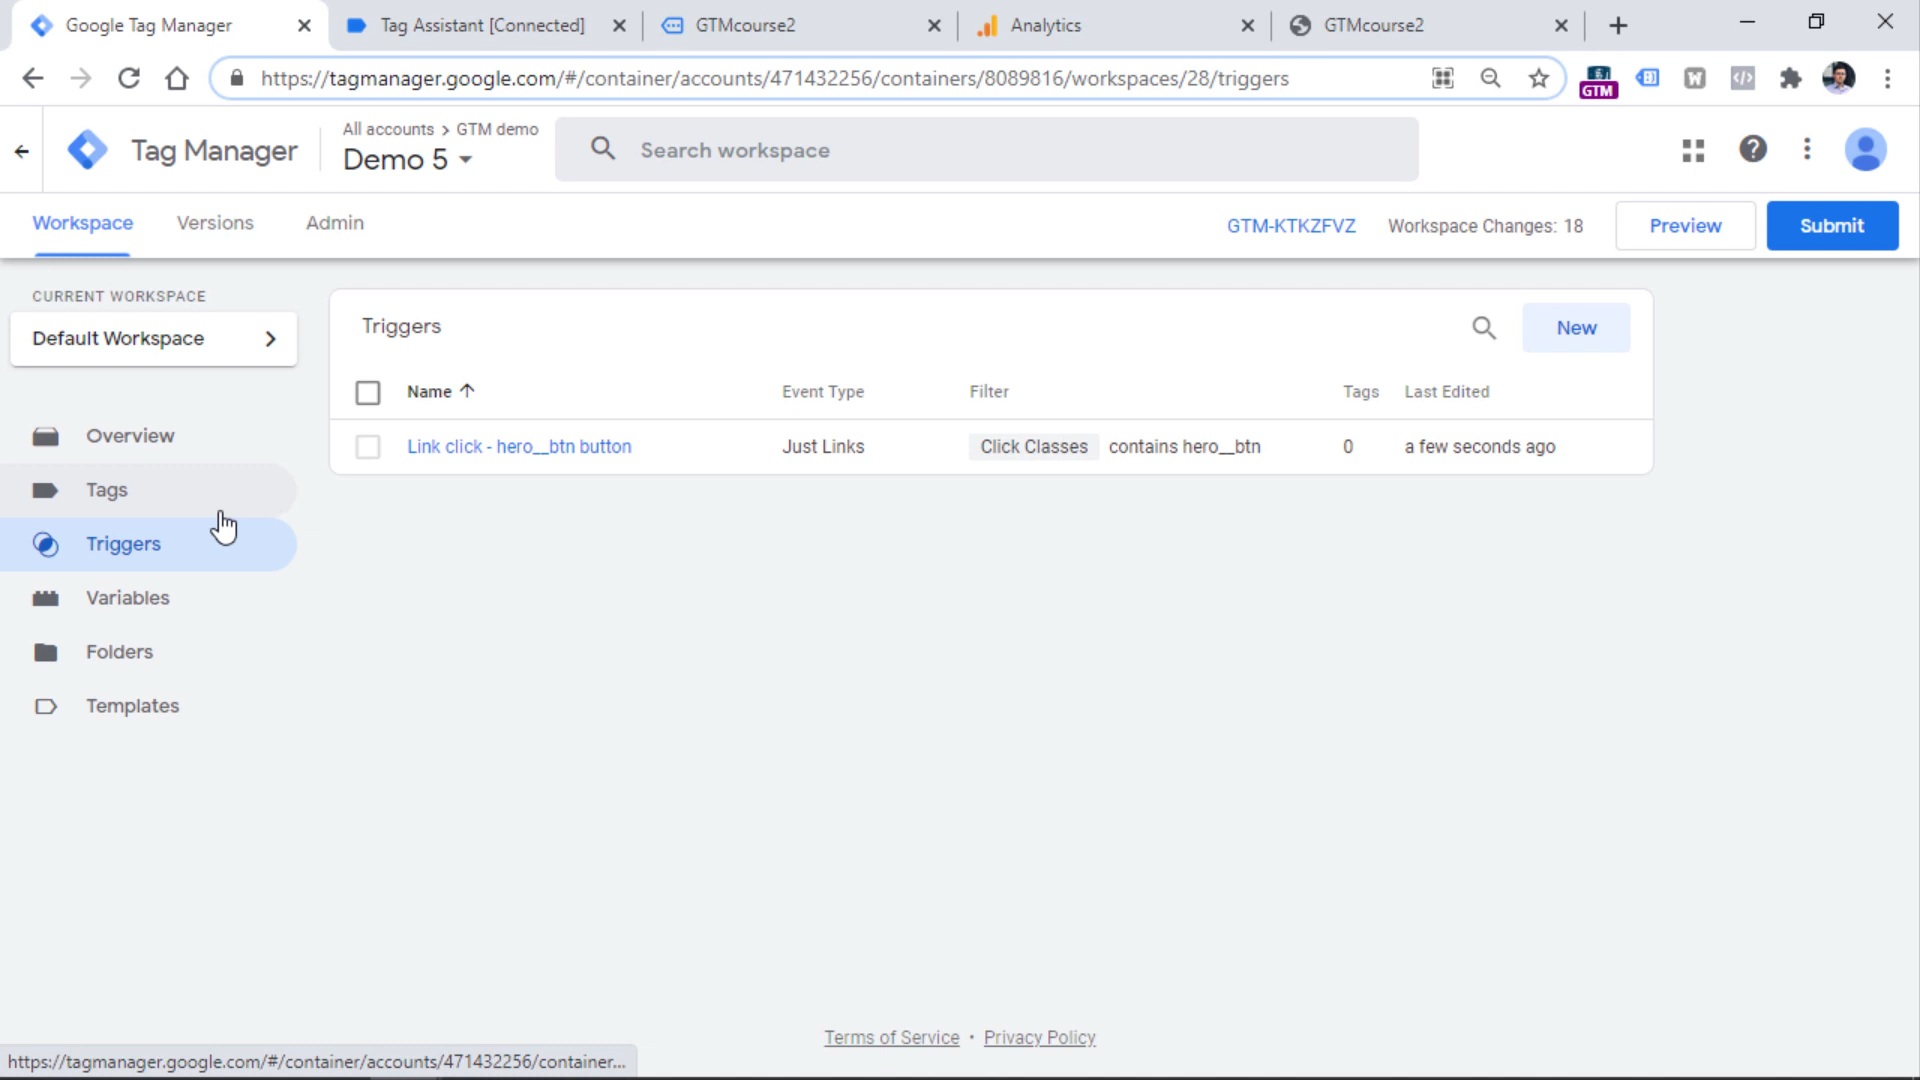 Google Tag Manager
Tag Assistant [Connected]
GTMcourse2
Analytics
GTMcourse2
https://tagmanager.google.com/#/container/accounts/471432256/containers/8089816/workspaces/28/triggers
GTM
W
Tag Manager
All accounts > GTM demo
Demo 5
Search workspace
Workspace
Versions
Admin
GTM-KTKZFVZ
Workspace Changes: 18
Preview
Submit
CURRENT WORKSPACE
Default Workspace
Overview
Tags
Triggers
Variables
Folders
Templates
Triggers
New
Name Event Type Filter Tags Last Edited
Link click - hero__btn button Just Links Click Classes contains hero__btn 0 a few seconds ago
Terms of Service • Privacy Policy
https://tagmanager.google.com/#/container/accounts/471432256/container...